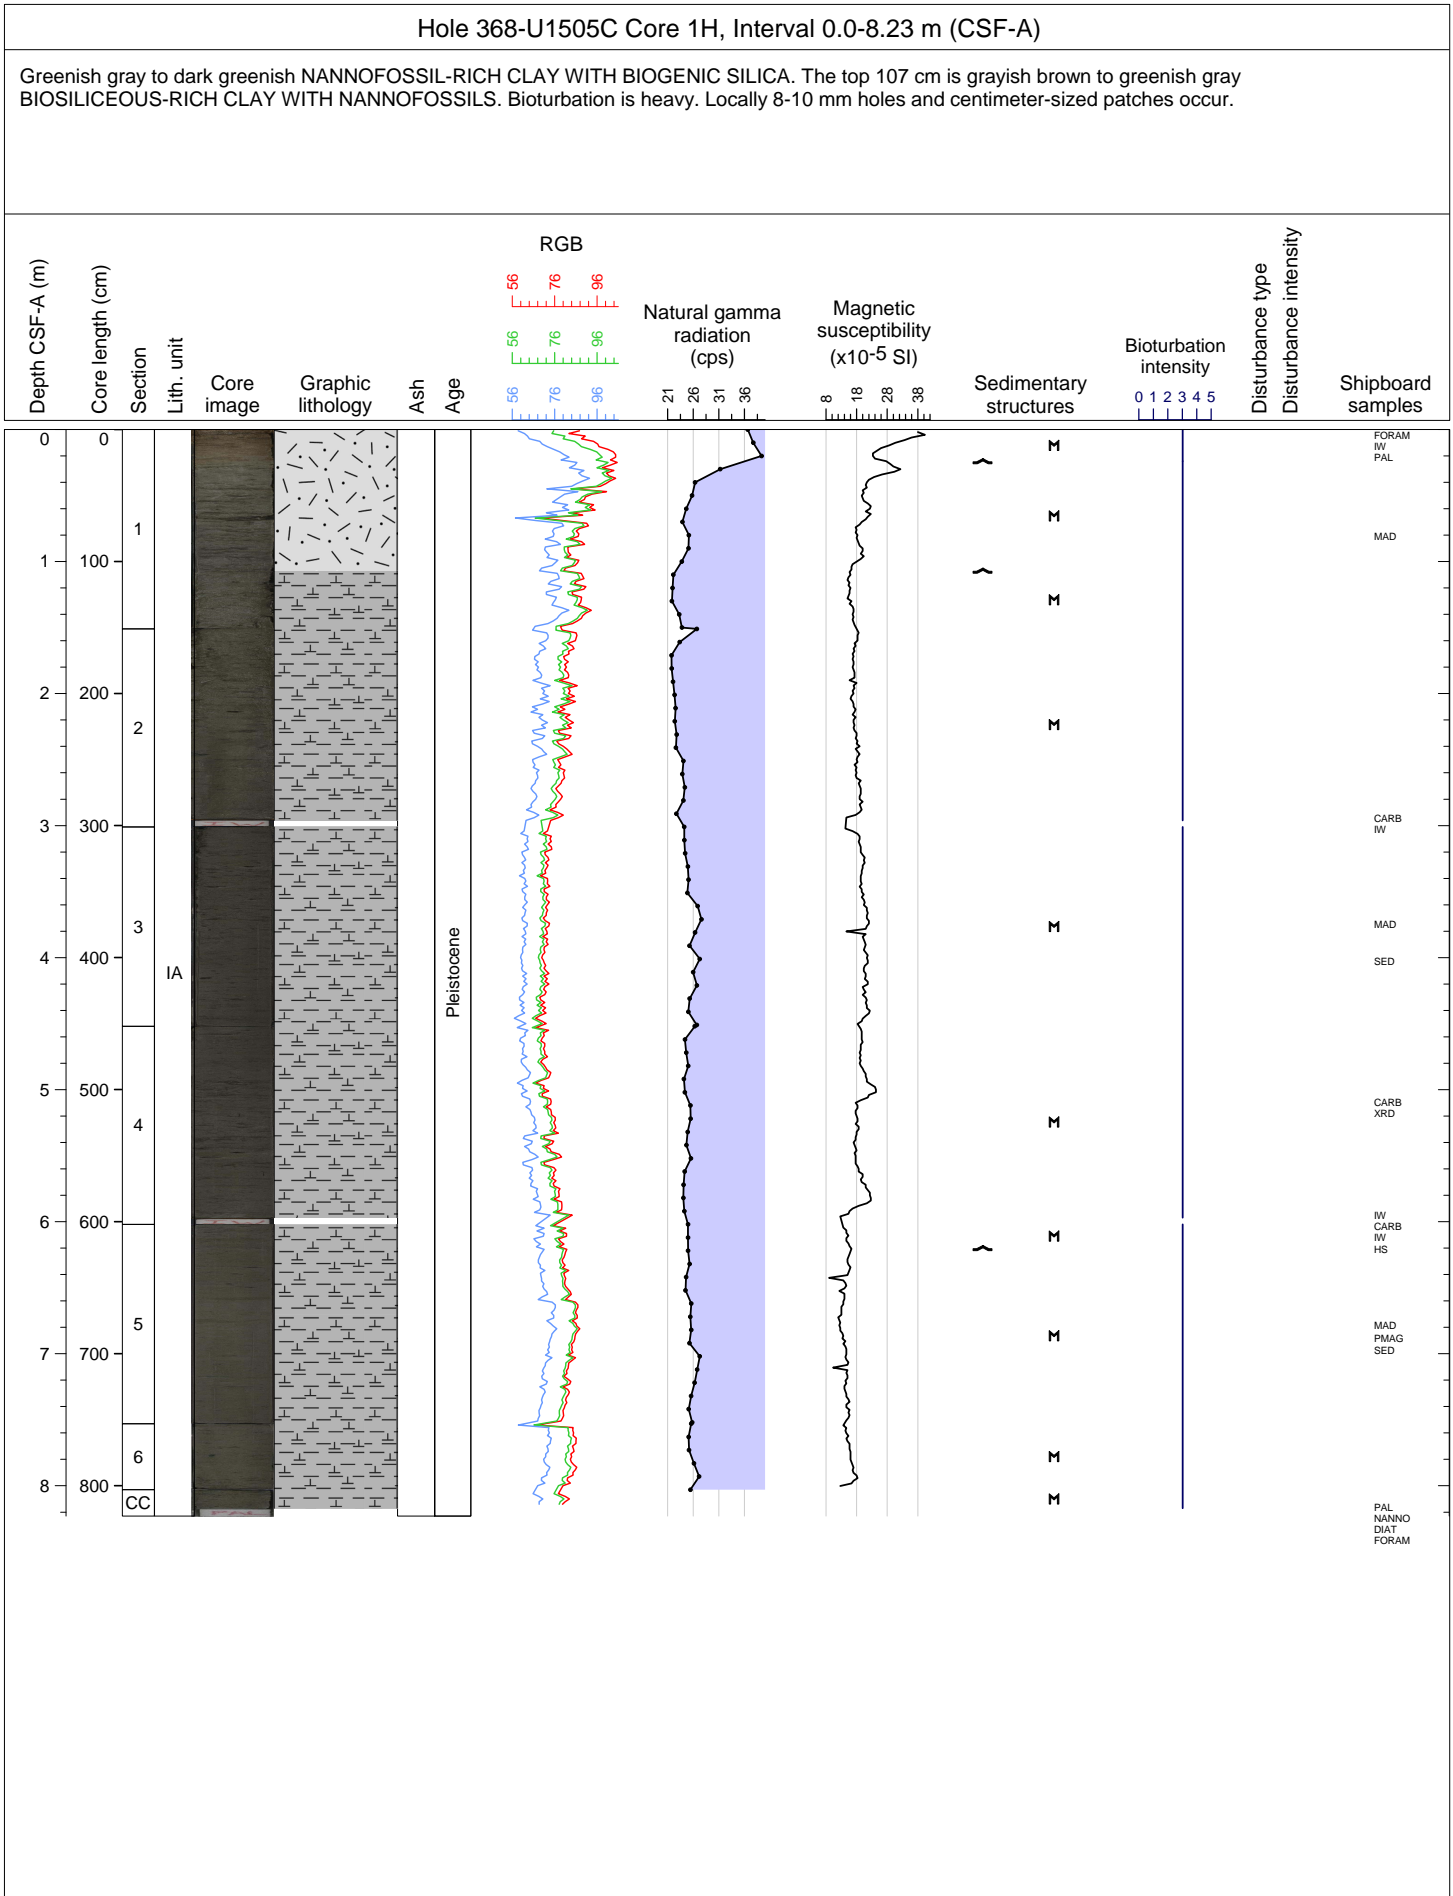 Hole 368-U1505C Core 1H, Interval 0.0-8.23 m (CSF-A)
Greenish gray to dark greenish NANNOFOSSIL-RICH CLAY WITH BIOGENIC SILICA. The top 107 cm is grayish brown to greenish gray
BIOSILICEOUS-RICH CLAY WITH NANNOFOSSILS. Bioturbation is heavy. Locally 8-10 mm holes and centimeter-sized patches occur.
Depth CSF-A (m)
Core length (cm)
Section
Lith. unit
Core
image
Graphic
lithology
Ash
Age
RGB
56 76 96
56 76 96
56 76 96
Natural gamma
radiation
(cps)
21 26 31 36
Magnetic
susceptibility
(x10-5 SI)
8 18 28 38
Sedimentary
structures
Bioturbation
intensity
0 1 2 3 4 5
Disturbance type
Disturbance intensity
Shipboard
samples
0 0
1 100
2 200
3 300
4 400
5 500
6 600
7 700
8 800
1
2
3
4
5
6
CC
IA
Pleistocene
M
M
M
M
M
M
M
M
M
M
FORAM
IW
PAL
MAD
CARB
IW
MAD
SED
CARB
XRD
IW
CARB
IW
HS
MAD
PMAG
SED
PAL
NANNO
DIAT
FORAM